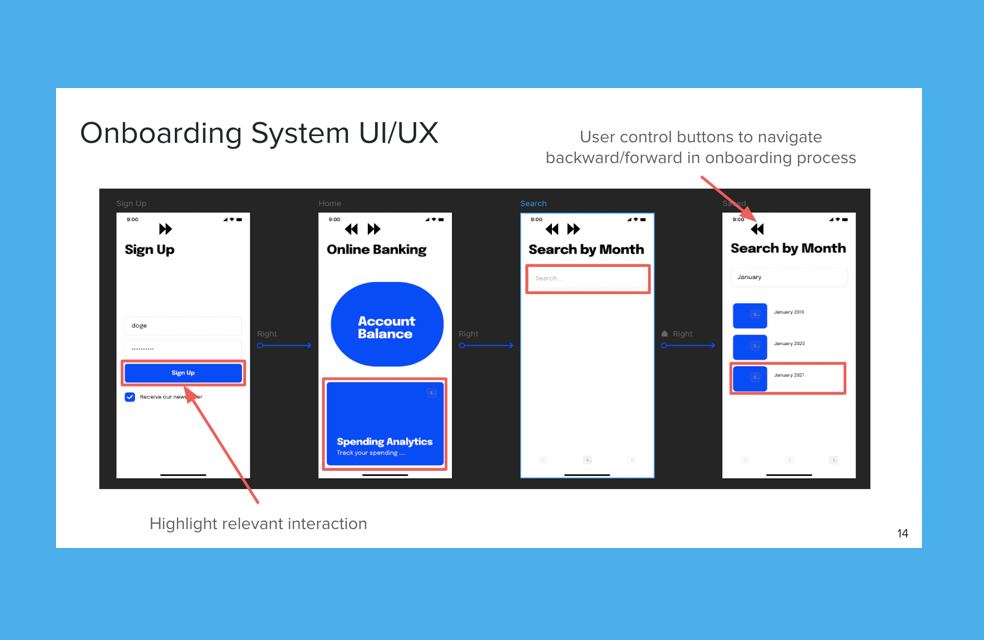 Onboarding System UI/UX
User control buttons to navigate
backward/forward in onboarding process
Sign Up
9:00
Sign Up
doge
Sign Up
Receive our newsletter
Right
Home
9:00
Online Banking
Account
Balance
Spending Analytics
Track your spending ....
Right
Search
9:00
Search by Month
Search...
Right
Saved
9:00
Search by Month
January
January 2019
January 2020
January 2021
Highlight relevant interaction
14